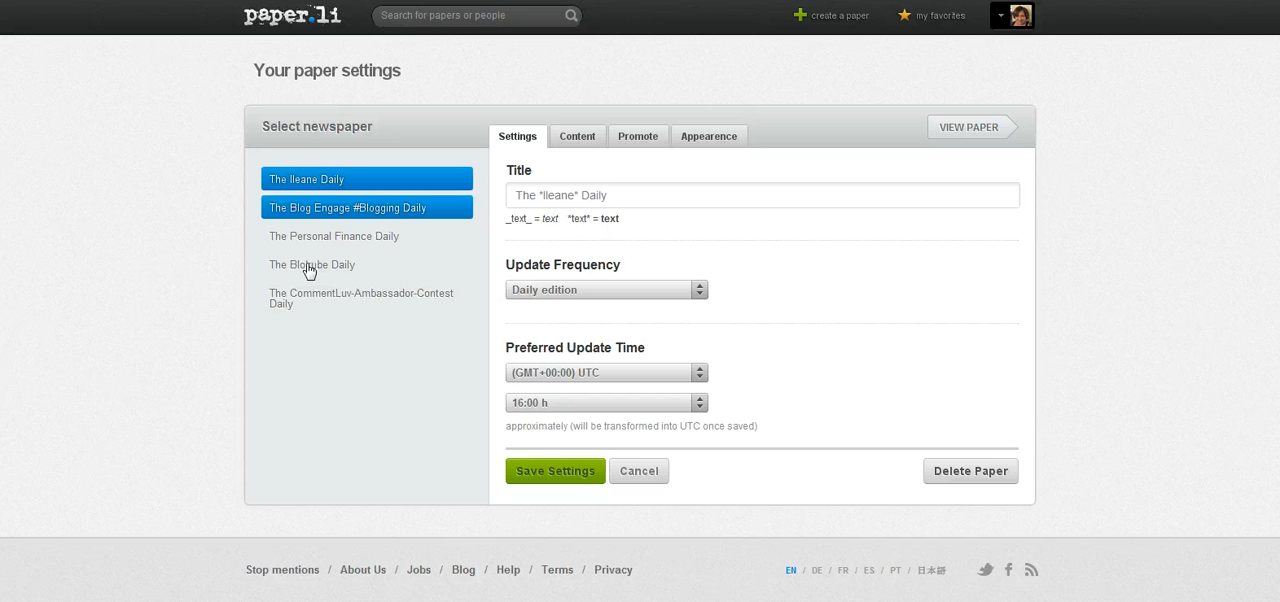 paper.li
Search for papers or people
create a paper
my favorites
Your paper settings
Select newspaper
Settings
Content
Promote
Appearence
VIEW PAPER
The Ileane Daily
The Blog Engage #Blogging Daily
The Personal Finance Daily
The Daily
The CommentLuv-Ambassador-Contest
Daily
Title
The *Ileane* Daily
_text_ = text *text* = text
Update Frequency
Daily edition
Preferred Update Time
(GMT+00:00) UTC
16:00 h
approximately (will be transformed into UTC once saved)
Save Settings
Cancel
Delete Paper
Stop mentions / About Us / Jobs / Blog / Help / Terms / Privacy
EN / DE / FR / ES / PT / 日本語